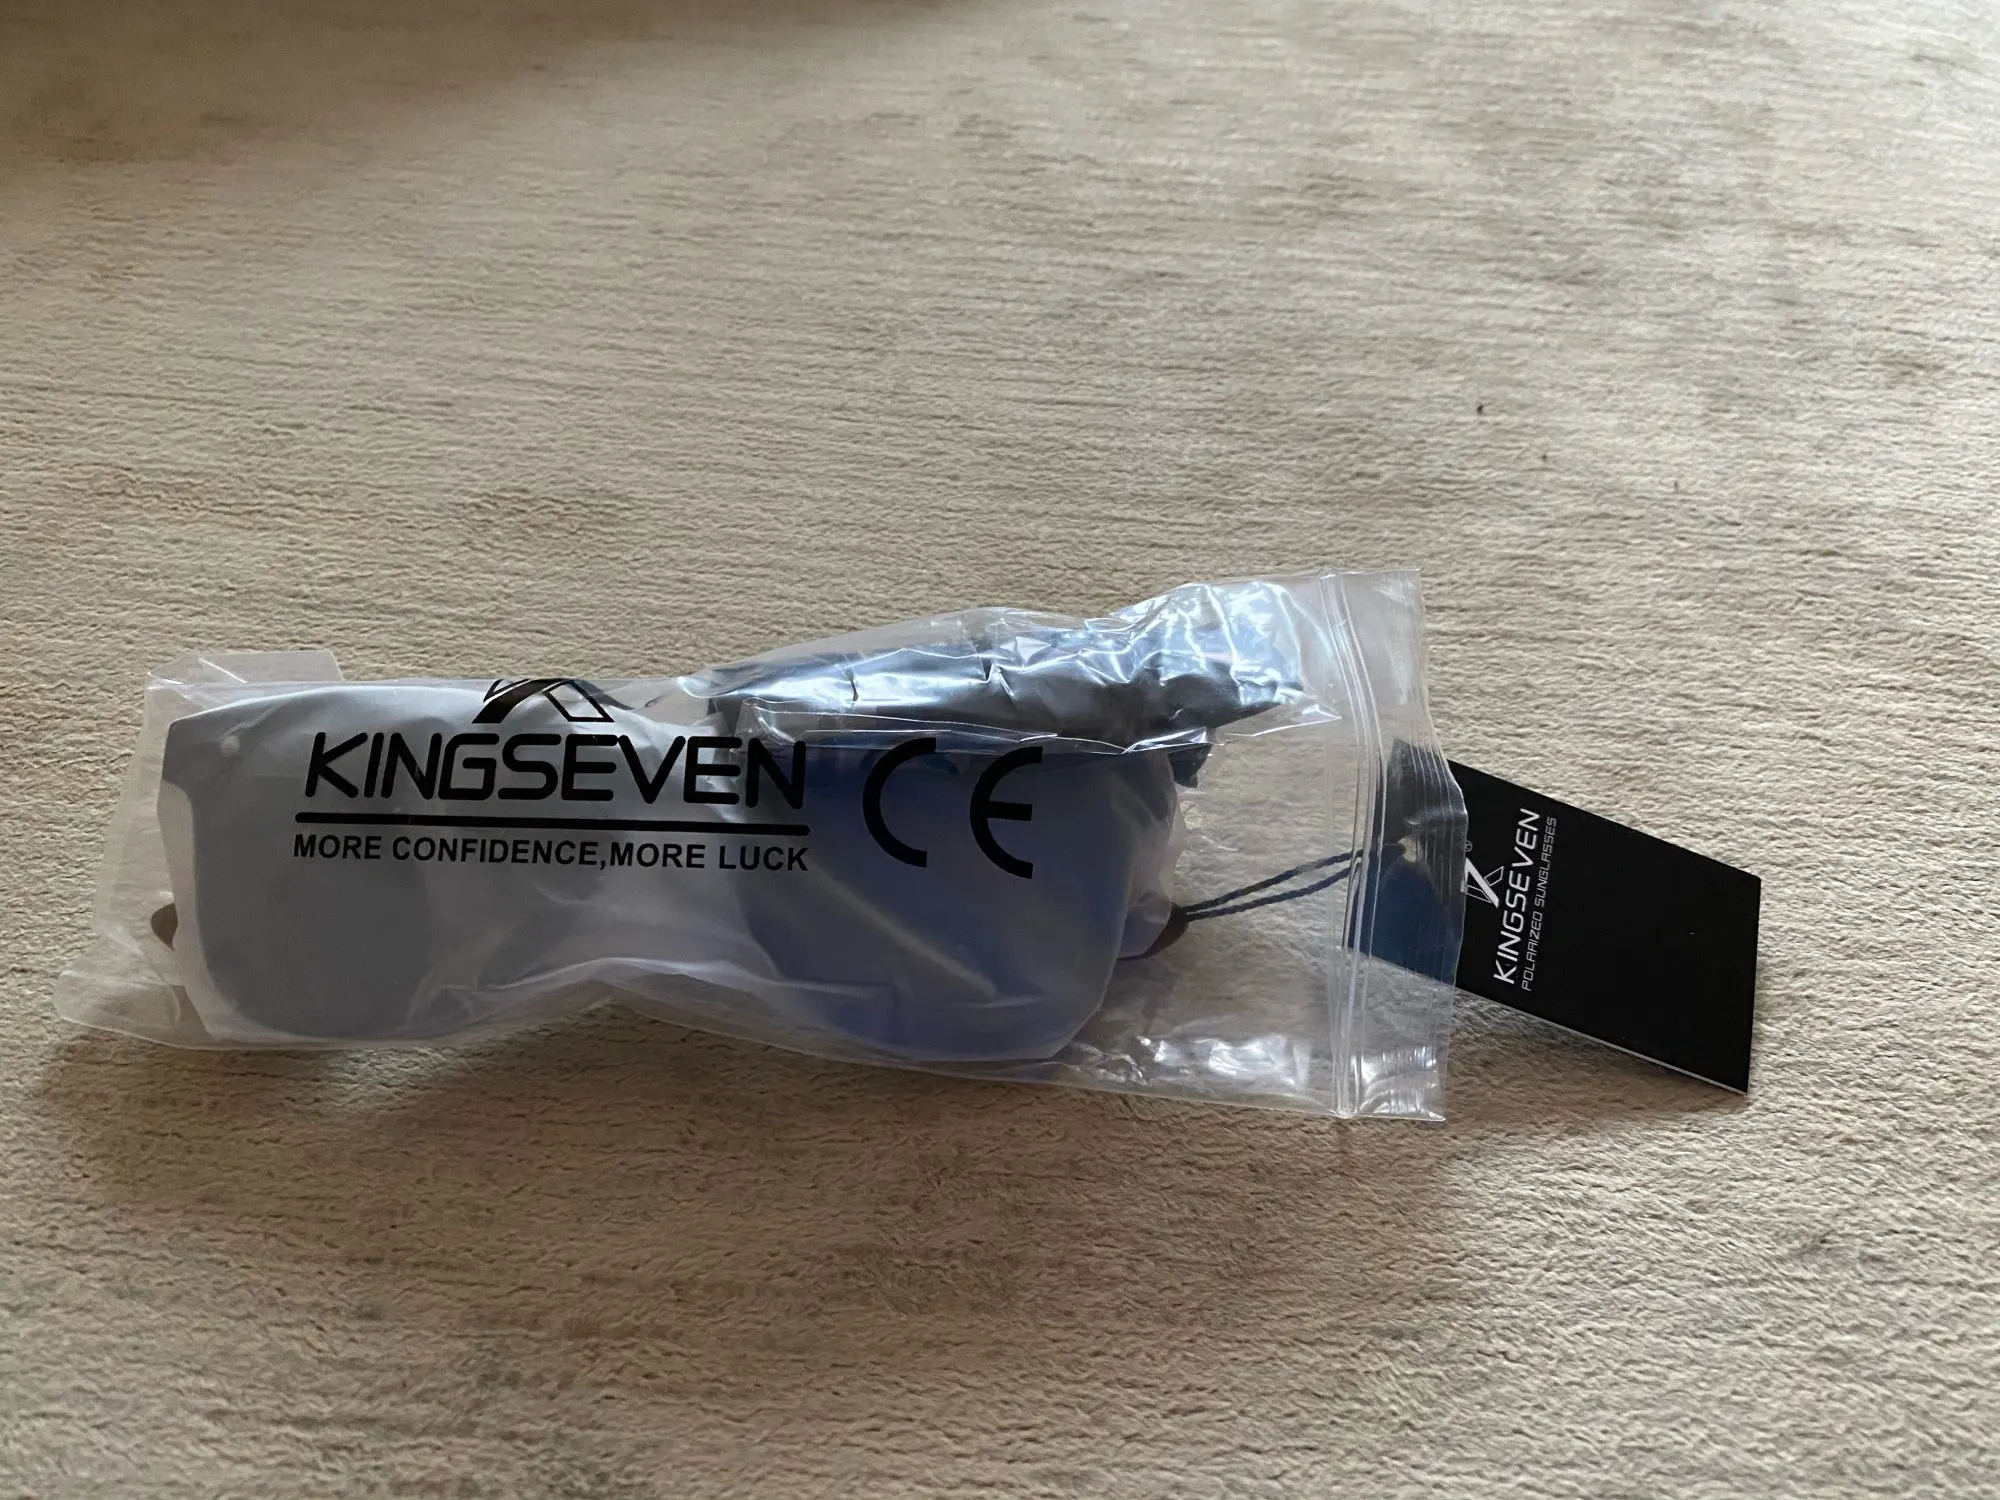 KINGSEVEN
MORE CONFIDENCE,MORE LUCK
CE
KINGSEVEN
POLARIZED SUNGLASSES
®